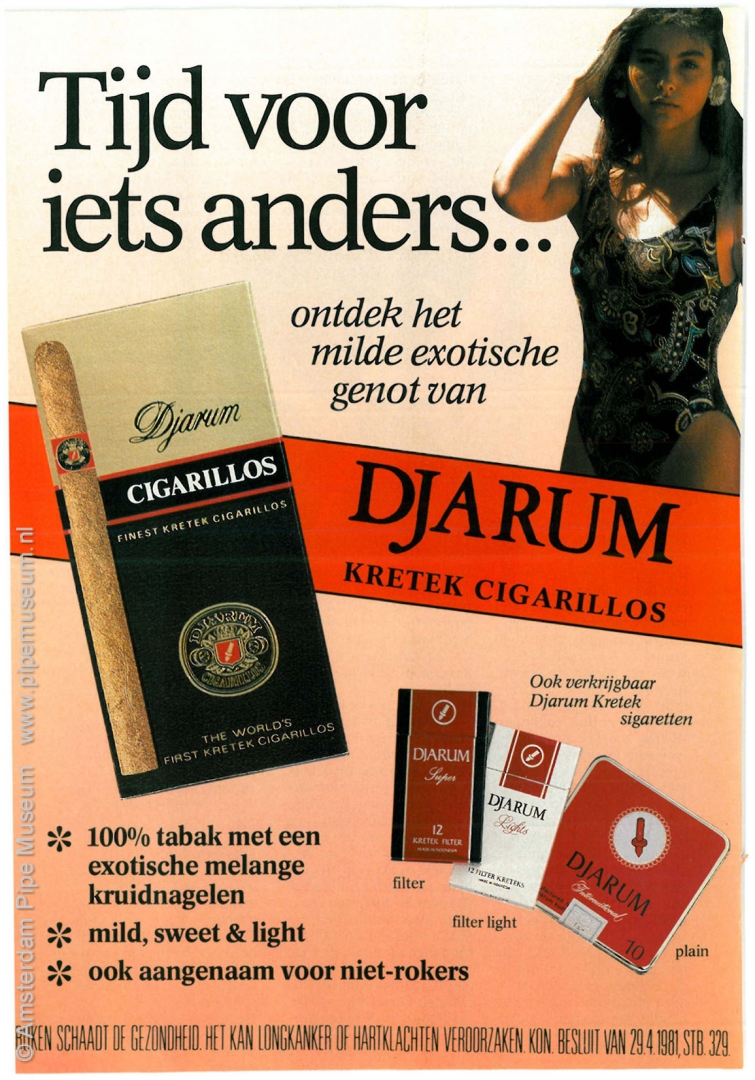 Tijd voor
iets anders...
ontdek het
milde exotische
genot van
Djarum
CIGARILLOS
FINEST KRETEK CIGARILLOS
THE WORLD'S
FIRST KRETEK CIGARILLOS
DJARUM
KRETEK CIGARILLOS
Ook verkrijgbaar
Djarum Kretek
sigaretten
DJARUM
Super
12
KRETEK FILTER
MADE IN INDONESIA
filter
DJARUM
Lights
12 FILTER KRETEKS
filter light
DJARUM
International
10
plain
* 100% tabak met een
exotische melange
kruidnagelen
* mild, sweet & light
* ook aangenaam voor niet-rokers
SCHAADT DE GEZONDHEID. HET KAN LONGKANKER OF HARTKLACHTEN VEROORZAKEN. KON. BESLUIT VAN 29.4.1981, STB. 329.
© Amsterdam Pipe Museum www.pipemuseum.nl